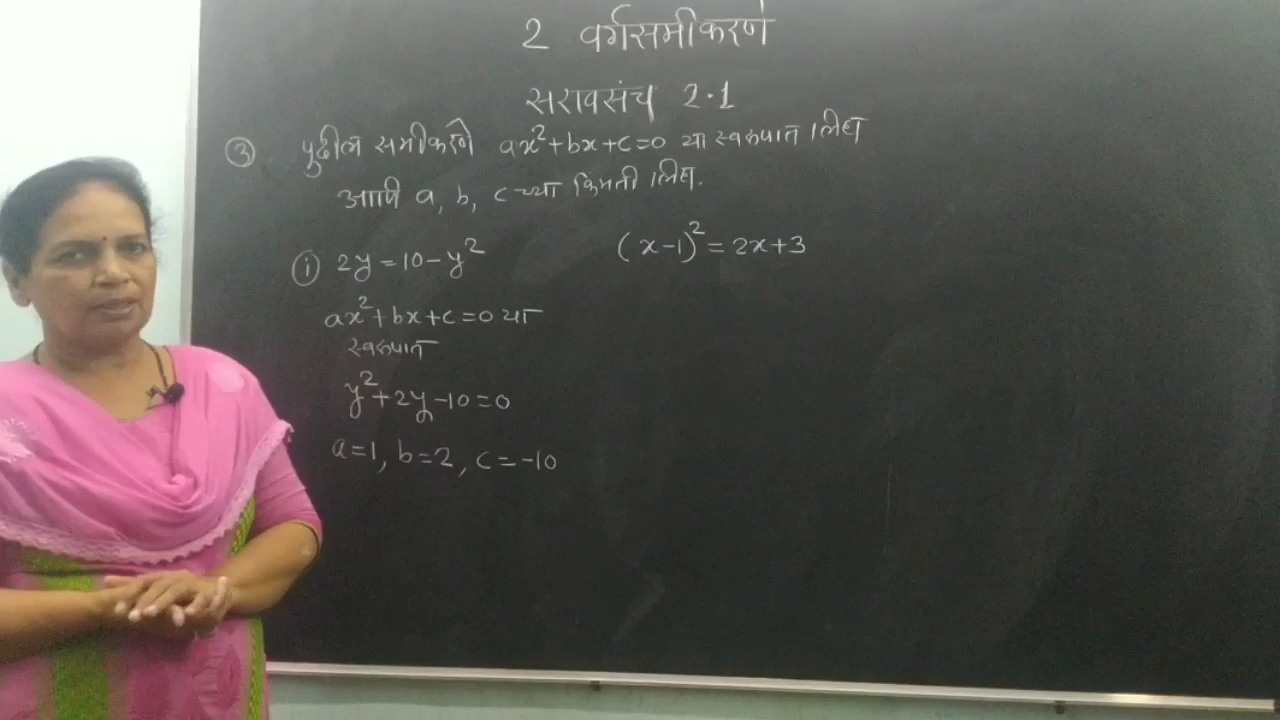 2 वर्गसमीकरणे
सरावसंच 2.1
③ पुढील समीकरणे ax²+bx+c=0 या स्वरुपात लिहा
आणि a, b, c च्या किमती लिहा.
① 2y=10-y²
ax²+bx+c=0 या
स्वरुपात
y²+2y-10=0
a=1, b=2, c=-10
(x-1)²=2x+3